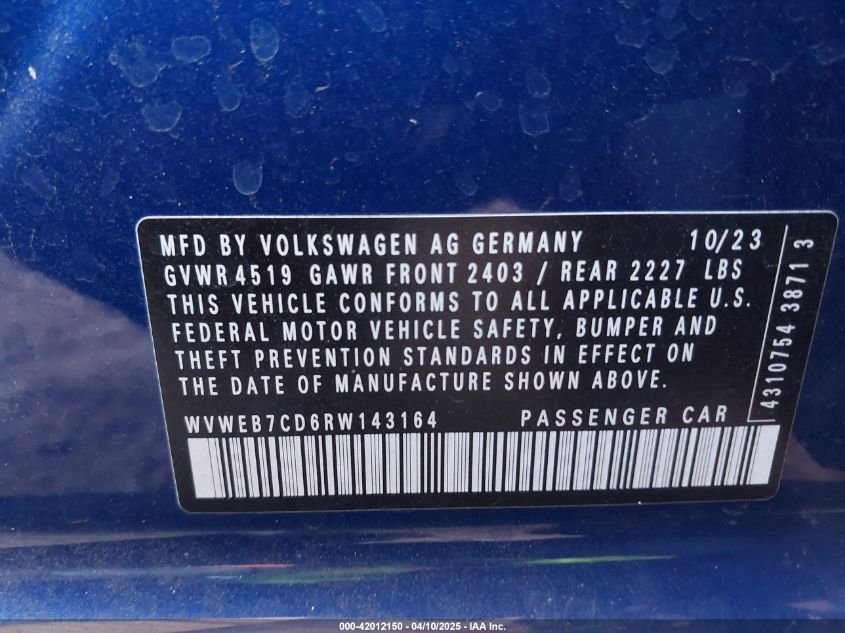 MFD BY VOLKSWAGEN AG GERMANY 10/23
GVWR 4519 GAWR FRONT 2403 / REAR 2227 LBS
THIS VEHICLE CONFORMS TO ALL APPLICABLE U.S.
FEDERAL MOTOR VEHICLE SAFETY, BUMPER AND
THEFT PREVENTION STANDARDS IN EFFECT ON
THE DATE OF MANUFACTURE SHOWN ABOVE.
WVWEB7CD6RW143164 PASSENGER CAR
4310754 3871 3
000-42012150 - 04/10/2025 - IAA Inc.